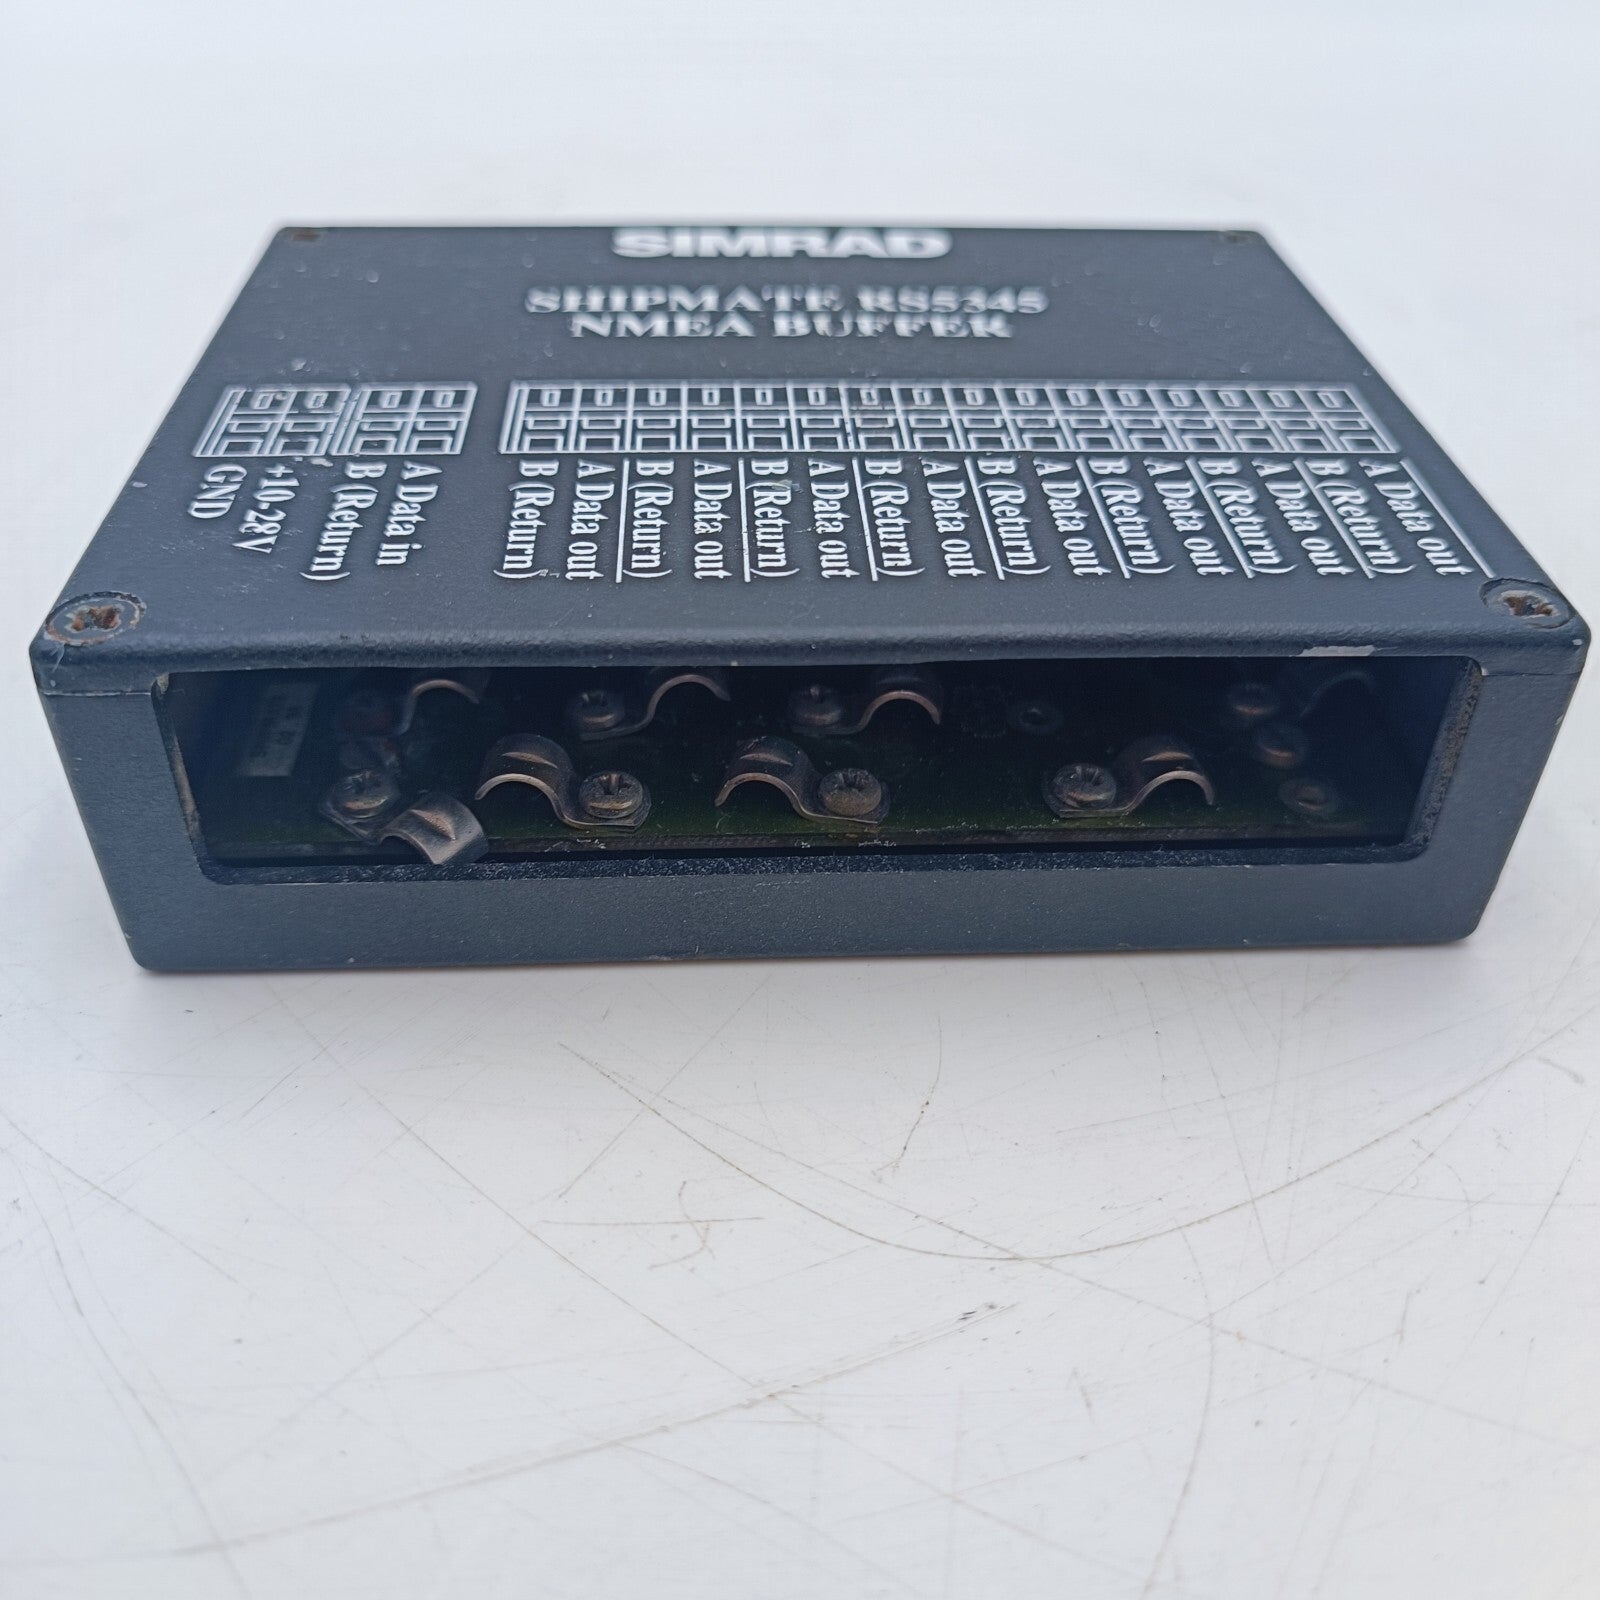 SIMRAD
SHIPMATE RS5345
NMEA BUFFER
GND
+10-28V
B (Return)
A Data in
B (Return)
A Data out
B (Return)
A Data out
B (Return)
A Data out
B (Return)
A Data out
B (Return)
A Data out
B (Return)
A Data out
B (Return)
A Data out
B (Return)
A Data out